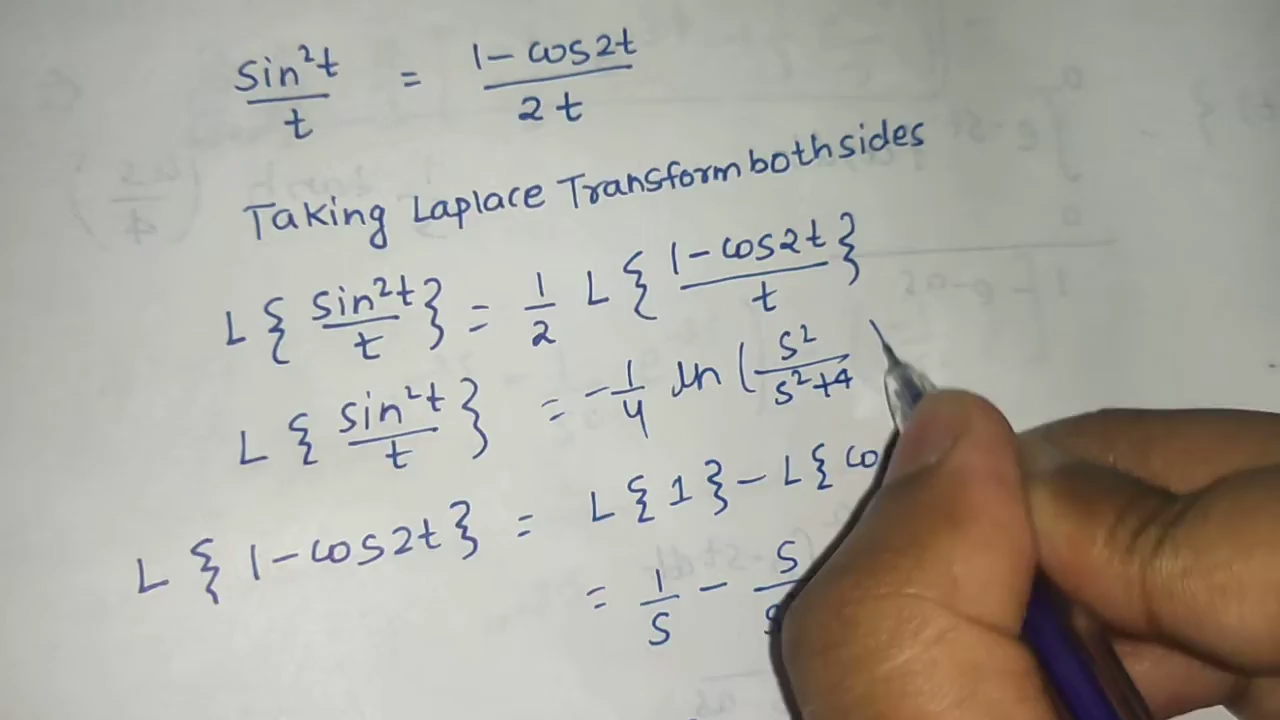 sin²t/t = 1-cos2t/2t
Taking Laplace Transform both sides
L{sin²t/t} = 1/2 L{1-cos2t/t}
L{sin²t/t} = -1/4 ln(s²/s²+4
L{1-cos2t} = L{1} - L{co
= 1/s - s/